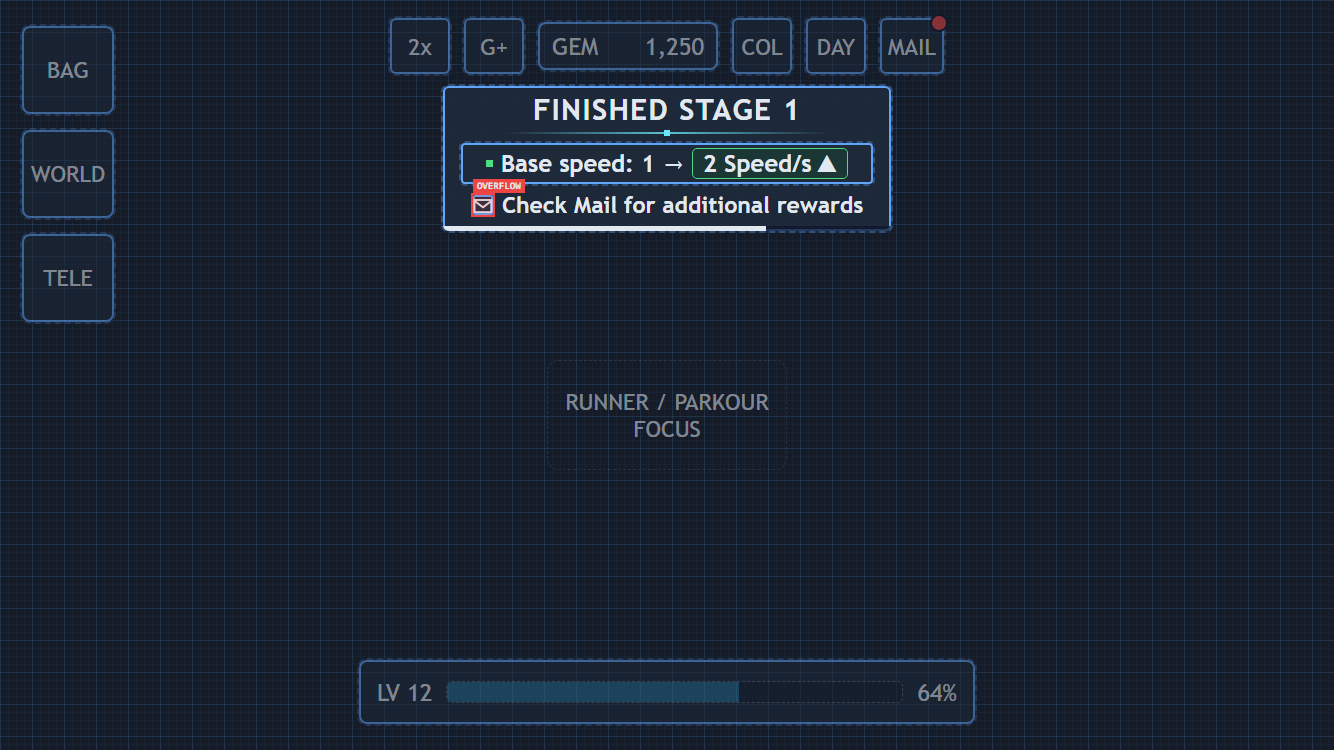 BAG
WORLD
TELE
2x
G+
GEM 1,250
COL
DAY
MAIL
FINISHED STAGE 1
Base speed: 1 → 2 Speed/s ▲
OVERFLOW
Check Mail for additional rewards
RUNNER / PARKOUR
FOCUS
LV 12
64%